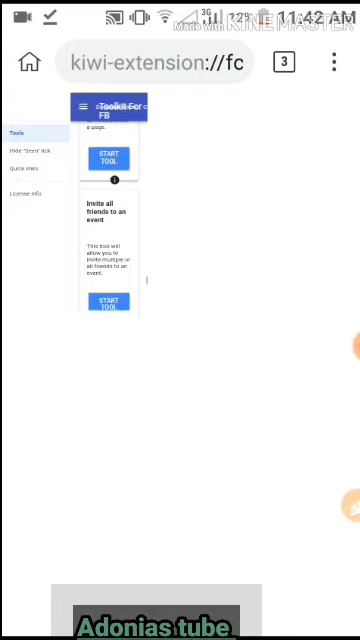 3G 12% 11:42 AM
Made with KINEMASTER
kiwi-extension://fc
3
Toolkit For
FB
a page.
Tools
Hide "Seen" tick
Quick links
License info
START
TOOL
Invite all
friends to an
event
This tool will
allow you to
invite multiple or
all friends to an
event.
START
TOOL
Adonias tube